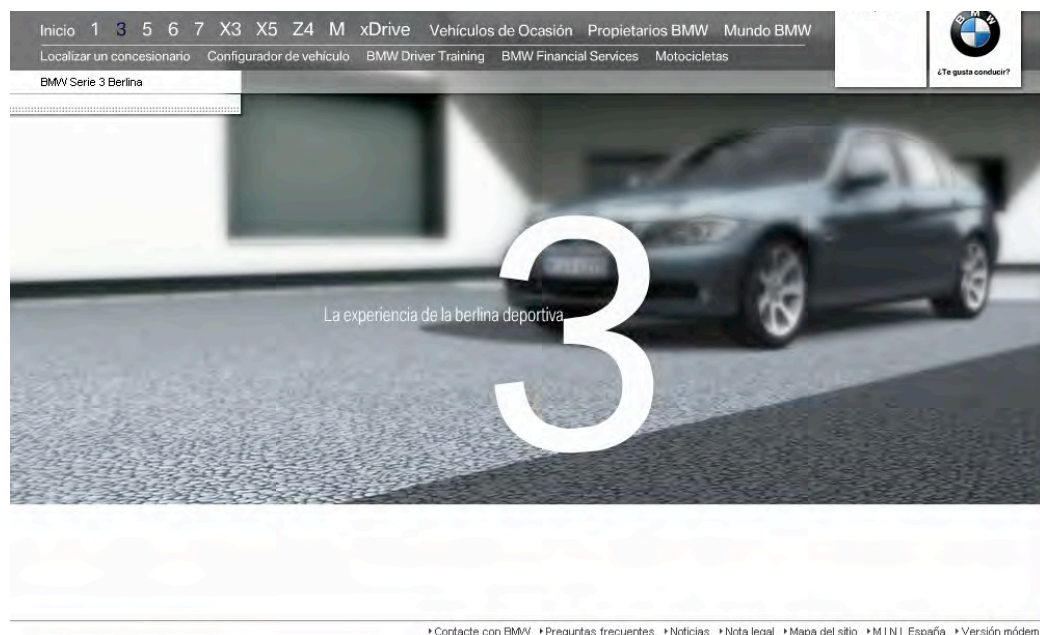 Inicio 1 3 5 6 7 X3 X5 Z4 M xDrive Vehículos de Ocasión Propietarios BMW Mundo BMW
Localizar un concesionario Configurador de vehículo BMW Driver Training BMW Financial Services Motocicletas
BMW
¿Te gusta conducir?
BMW Serie 3 Berlina
3
La experiencia de la berlina deportiva.
Contacte con BMW Preguntas frecuentes Noticias Nota legal Mapa del sitio M I N I España Versión módem